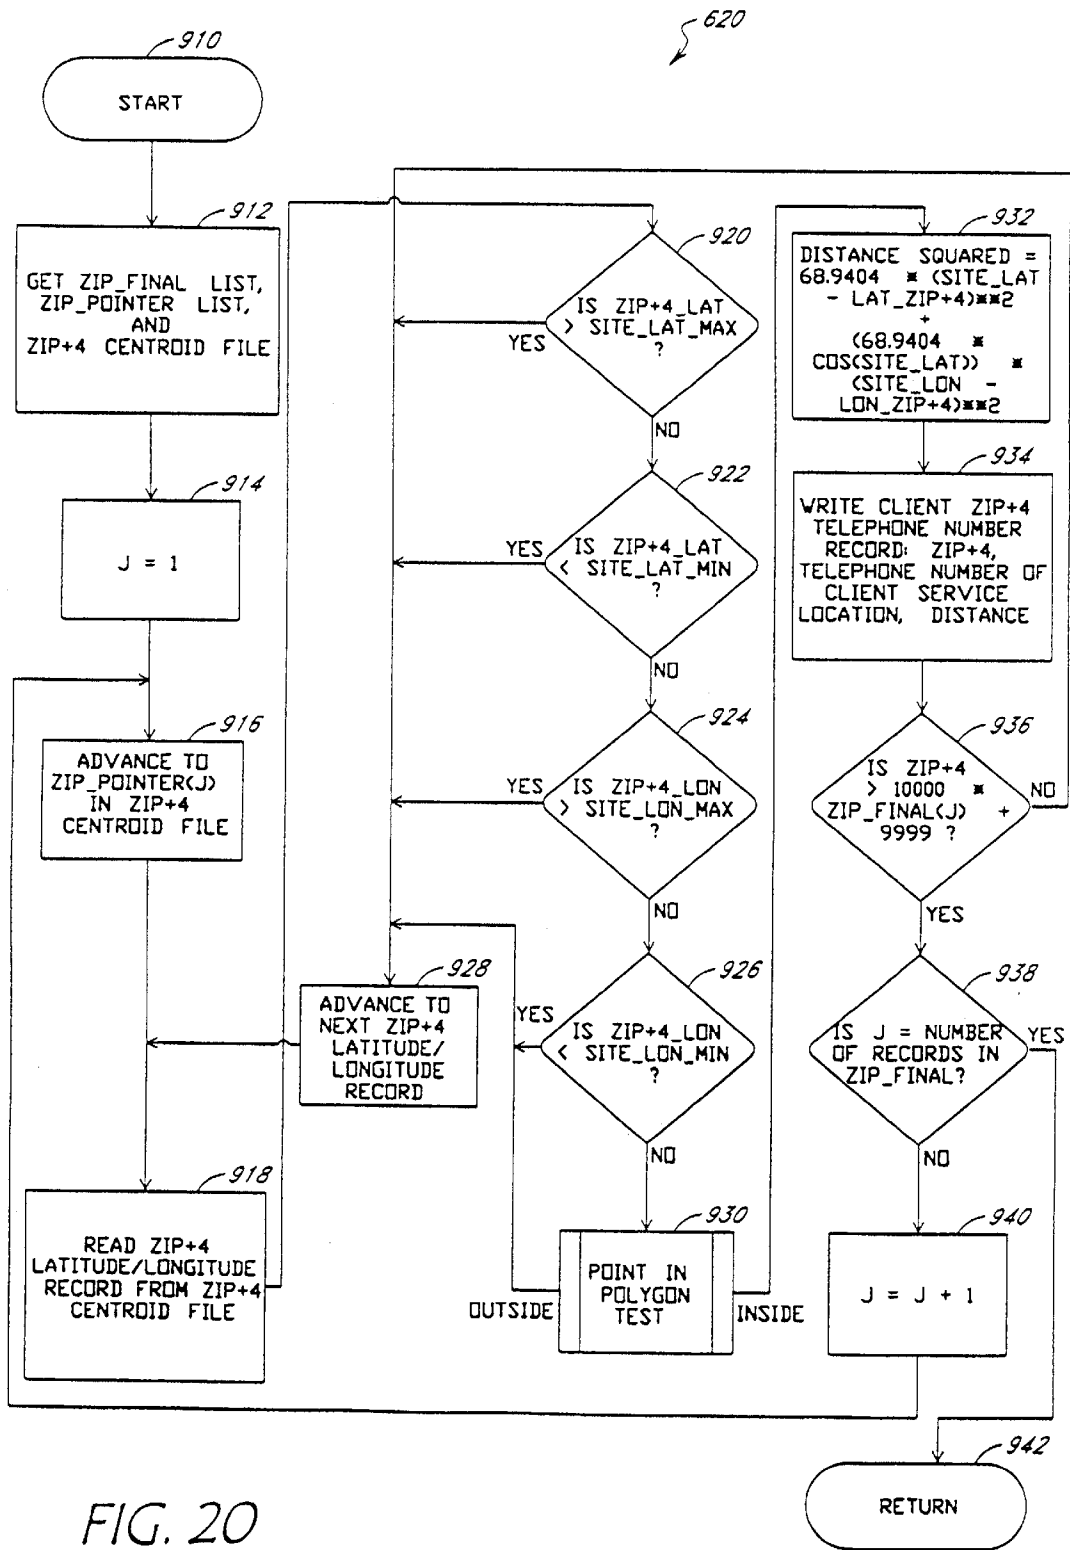 620
910
START
912
GET ZIP_FINAL LIST,
ZIP_POINTER LIST,
AND
ZIP+4 CENTROID FILE
914
J = 1
916
ADVANCE TO
ZIP_POINTER(J)
IN ZIP+4
CENTROID FILE
918
READ ZIP+4
LATITUDE/LONGITUDE
RECORD FROM ZIP+4
CENTROID FILE
920
IS ZIP+4_LAT
> SITE_LAT_MAX
?
YES
NO
922
IS ZIP+4_LAT
< SITE_LAT_MIN
?
YES
NO
924
IS ZIP+4_LON
> SITE_LON_MAX
?
YES
NO
926
IS ZIP+4_LON
< SITE_LON_MIN
?
YES
NO
928
ADVANCE TO
NEXT ZIP+4
LATITUDE/
LONGITUDE
RECORD
930
POINT IN
POLYGON
TEST
OUTSIDE
INSIDE
932
DISTANCE SQUARED =
68.9404 * (SITE_LAT
- LAT_ZIP+4)**2
+
(68.9404 *
COS(SITE_LAT)) *
(SITE_LON -
LON_ZIP+4)**2
934
WRITE CLIENT ZIP+4
TELEPHONE NUMBER
RECORD: ZIP+4,
TELEPHONE NUMBER OF
CLIENT SERVICE
LOCATION, DISTANCE
936
IS ZIP+4
> 10000 *
ZIP_FINAL(J) +
9999 ?
NO
YES
938
IS J = NUMBER
OF RECORDS IN
ZIP_FINAL?
YES
NO
940
J = J + 1
942
RETURN
FIG. 20